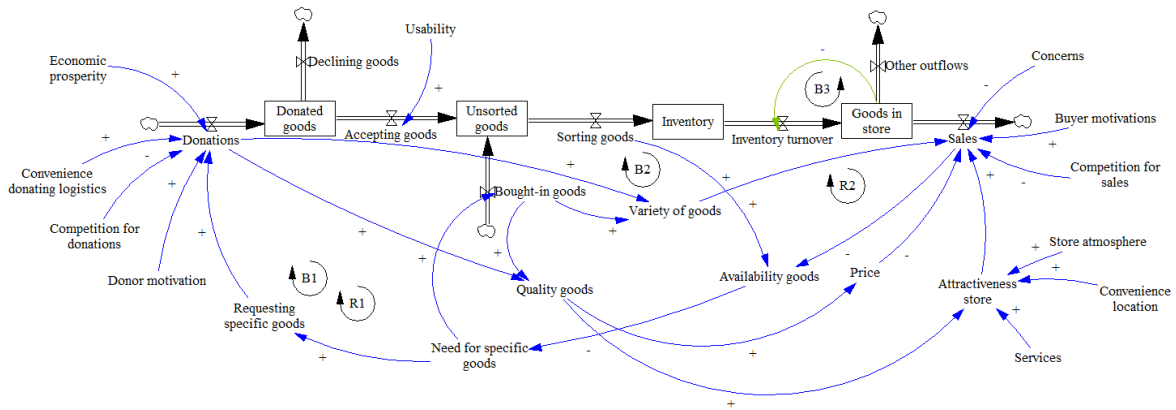 Usability
Economic
prosperity
+
+
Declining goods
-
Other outflows
Concerns
-
B3
+
Donated
goods
Unsorted
goods
Inventory
Goods in
store
Accepting goods
Sorting goods
Inventory turnover
Sales
Buyer motivations
+
Donations
+
-
Convenience
donating logistics
+
Competition for
donations
+
Donor motivation
+
Bought-in goods
+
+
B2
+
Variety of goods
+
R2
+
-
Competition for
sales
+
+
+
Quality goods
Availability goods
-
Price
-
Attractiveness
store
+
Store atmosphere
+
Convenience
location
+
Services
B1
R1
Requesting
specific goods
+
Need for specific
goods
-
+
+